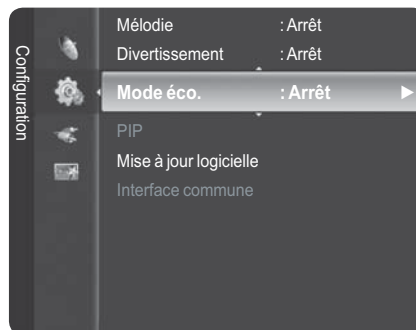 Configuration
Mélodie : Arrêt
Divertissement : Arrêt
Mode éco. : Arrêt
PIP
Mise à jour logicielle
Interface commune